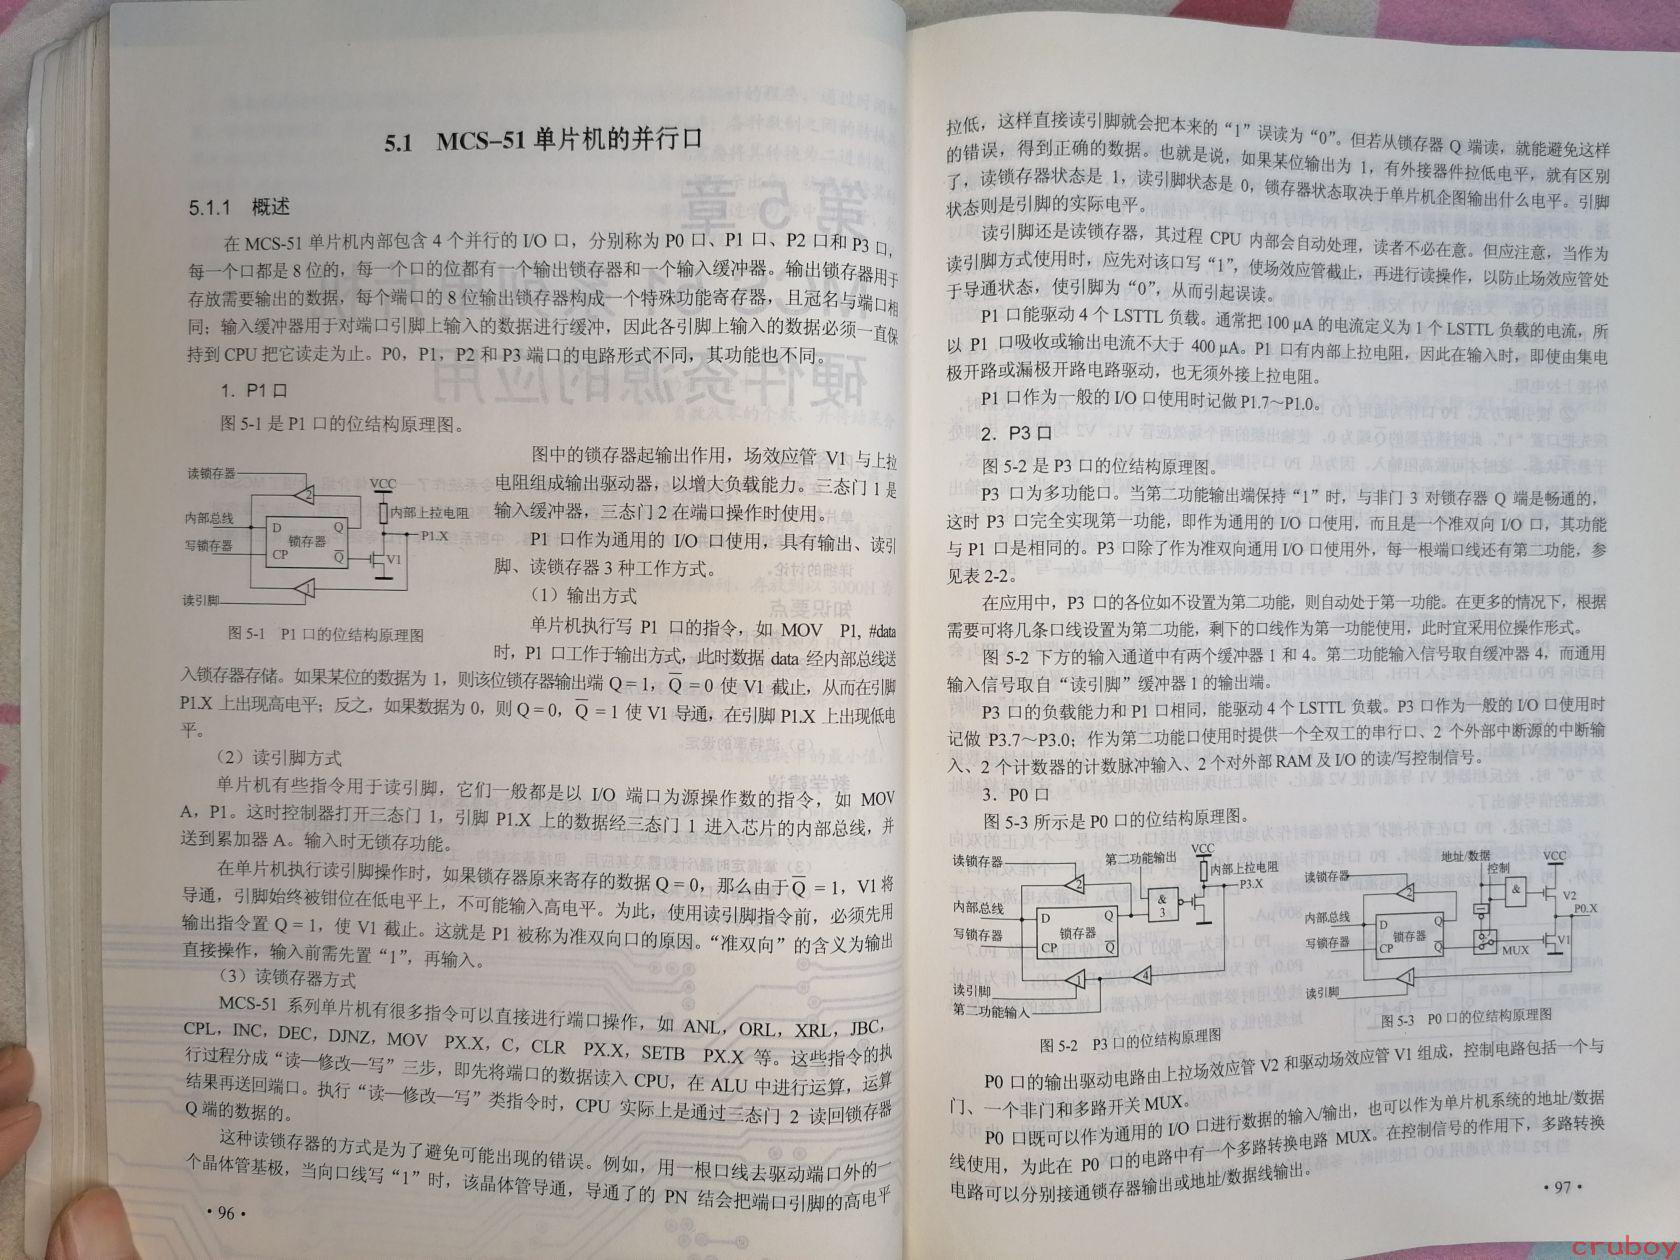 5.1 MCS-51 单片机的并行口
5.1.1 概述
在 MCS-51 单片机内部包含 4 个并行的 I/O 口，分别称为 P0 口、P1 口、P2 口和 P3 口，
每一个口都是 8 位的，每一个口的位都有一个输出锁存器和一个输入缓冲器。输出锁存器用于
存放需要输出的数据，每个端口的 8 位输出锁存器构成一个特殊功能寄存器，且冠名与端口相
同；输入缓冲器用于对端口引脚上输入的数据进行缓冲，因此各引脚上输入的数据必须一直保
持到 CPU 把它读走为止。P0，P1，P2 和 P3 端口的电路形式不同，其功能也不同。
1．P1 口
图 5-1 是 P1 口的位结构原理图。
读锁存器
2
VCC
内部上拉电阻
内部总线
D
Q
P1.X
写锁存器
锁存器
CP
Q̅
V1
1
读引脚
图 5-1 P1 口的位结构原理图
图中的锁存器起输出作用，场效应管 V1 与上拉
电阻组成输出驱动器，以增大负载能力。三态门 1 是
输入缓冲器，三态门 2 在端口操作时使用。
P1 口作为通用的 I/O 口使用，具有输出、读引
脚、读锁存器 3 种工作方式。
（1）输出方式
单片机执行写 P1 口的指令，如 MOV P1, #data
时，P1 口工作于输出方式，此时数据 data 经内部总线送
入锁存器存储。如果某位的数据为 1，则该位锁存器输出端 Q = 1，Q̅ = 0 使 V1 截止，从而在引脚
P1.X 上出现高电平；反之，如果数据为 0，则 Q = 0，Q̅ = 1 使 V1 导通，在引脚 P1.X 上出现低电
平。
（2）读引脚方式
单片机有些指令用于读引脚，它们一般都是以 I/O 端口为源操作数的指令，如 MOV
A，P1。这时控制器打开三态门 1，引脚 P1.X 上的数据经三态门 1 进入芯片的内部总线，并
送到累加器 A。输入时无锁存功能。
在单片机执行读引脚操作时，如果锁存器原来寄存的数据 Q = 0，那么由于 Q̅ = 1，V1 将
导通，引脚始终被钳位在低电平上，不可能输入高电平。为此，使用读引脚指令前，必须先用
输出指令置 Q = 1，使 V1 截止。这就是 P1 被称为准双向口的原因。“准双向”的含义为输出
直接操作，输入前需先置“1”，再输入。
（3）读锁存器方式
MCS-51 系列单片机有很多指令可以直接进行端口操作，如 ANL，ORL，XRL，JBC，
CPL，INC，DEC，DJNZ，MOV PX.X，C，CLR PX.X，SETB PX.X 等。这些指令的执
行过程分成“读—修改—写”三步，即先将端口的数据读入 CPU，在 ALU 中进行运算，运算
结果再送回端口。执行“读—修改—写”类指令时，CPU 实际上是通过三态门 2 读回锁存器
Q 端的数据的。
这种读锁存器的方式是为了避免可能出现的错误。例如，用一根口线去驱动端口外的一
个晶体管基极，当向口线写“1”时，该晶体管导通，导通了的 PN 结会把端口引脚的高电平
·96·
拉低，这样直接读引脚就会把本来的“1”误读为“0”。但若从锁存器 Q 端读，就能避免这样
的错误，得到正确的数据。也就是说，如果某位输出为 1，有外接器件拉低电平，就有区别
了，读锁存器状态是 1，读引脚状态是 0，锁存器状态取决于单片机企图输出什么电平。引脚
状态则是引脚的实际电平。
读引脚还是读锁存器，其过程 CPU 内部会自动处理，读者不必在意。但应注意，当作为
读引脚方式使用时，应先对该口写“1”，使场效应管截止，再进行读操作，以防止场效应管处
于导通状态，使引脚为“0”，从而引起误读。
P1 口能驱动 4 个 LSTTL 负载。通常把 100 μA 的电流定义为 1 个 LSTTL 负载的电流，所
以 P1 口吸收或输出电流不大于 400 μA。P1 口有内部上拉电阻，因此在输入时，即使由集电
极开路或漏极开路电路驱动，也无须外接上拉电阻。
P1 口作为一般的 I/O 口使用时记做 P1.7～P1.0。
2．P3 口
图 5-2 是 P3 口的位结构原理图。
P3 口为多功能口。当第二功能输出端保持“1”时，与非门 3 对锁存器 Q 端是畅通的，
这时 P3 口完全实现第一功能，即作为通用的 I/O 口使用，而且是一个准双向 I/O 口，其功能
与 P1 口是相同的。P3 口除了作为准双向通用 I/O 口使用外，每一根端口线还有第二功能，参
见表 2-2。
在应用中，P3 口的各位如不设置为第二功能，则自动处于第一功能。在更多的情况下，根据
需要可将几条口线设置为第二功能，剩下的口线作为第一功能使用，此时宜采用位操作形式。
图 5-2 下方的输入通道中有两个缓冲器 1 和 4。第二功能输入信号取自缓冲器 4，而通用
输入信号取自“读引脚”缓冲器 1 的输出端。
P3 口的负载能力和 P1 口相同，能驱动 4 个 LSTTL 负载。P3 口作为一般的 I/O 口使用时
记做 P3.7～P3.0；作为第二功能口使用时提供一个全双工的串行口、2 个外部中断源的中断输
入、2 个计数器的计数脉冲输入、2 个对外部 RAM 及 I/O 的读/写控制信号。
3．P0 口
图 5-3 所示是 P0 口的位结构原理图。
读锁存器
第二功能输出
VCC
内部上拉电阻
2
P3.X
&
3
内部总线
D
Q
写锁存器
锁存器
CP
Q̅
1
4
读引脚
第二功能输入
图 5-2 P3 口的位结构原理图
地址/数据
VCC
控制
读锁存器
2
&
V2
内部总线
P0.X
D
Q
写锁存器
锁存器
CP
Q̅
MUX
V1
1
读引脚
图 5-3 P0 口的位结构原理图
P0 口的输出驱动电路由上拉场效应管 V2 和驱动场效应管 V1 组成，控制电路包括一个与
门、一个非门和多路开关 MUX。
P0 口既可以作为通用的 I/O 口进行数据的输入/输出，也可以作为单片机系统的地址/数据
线使用，为此在 P0 口的电路中有一个多路转换电路 MUX。在控制信号的作用下，多路转换
电路可以分别接通锁存器输出或地址/数据线输出。
·97·
cruboy